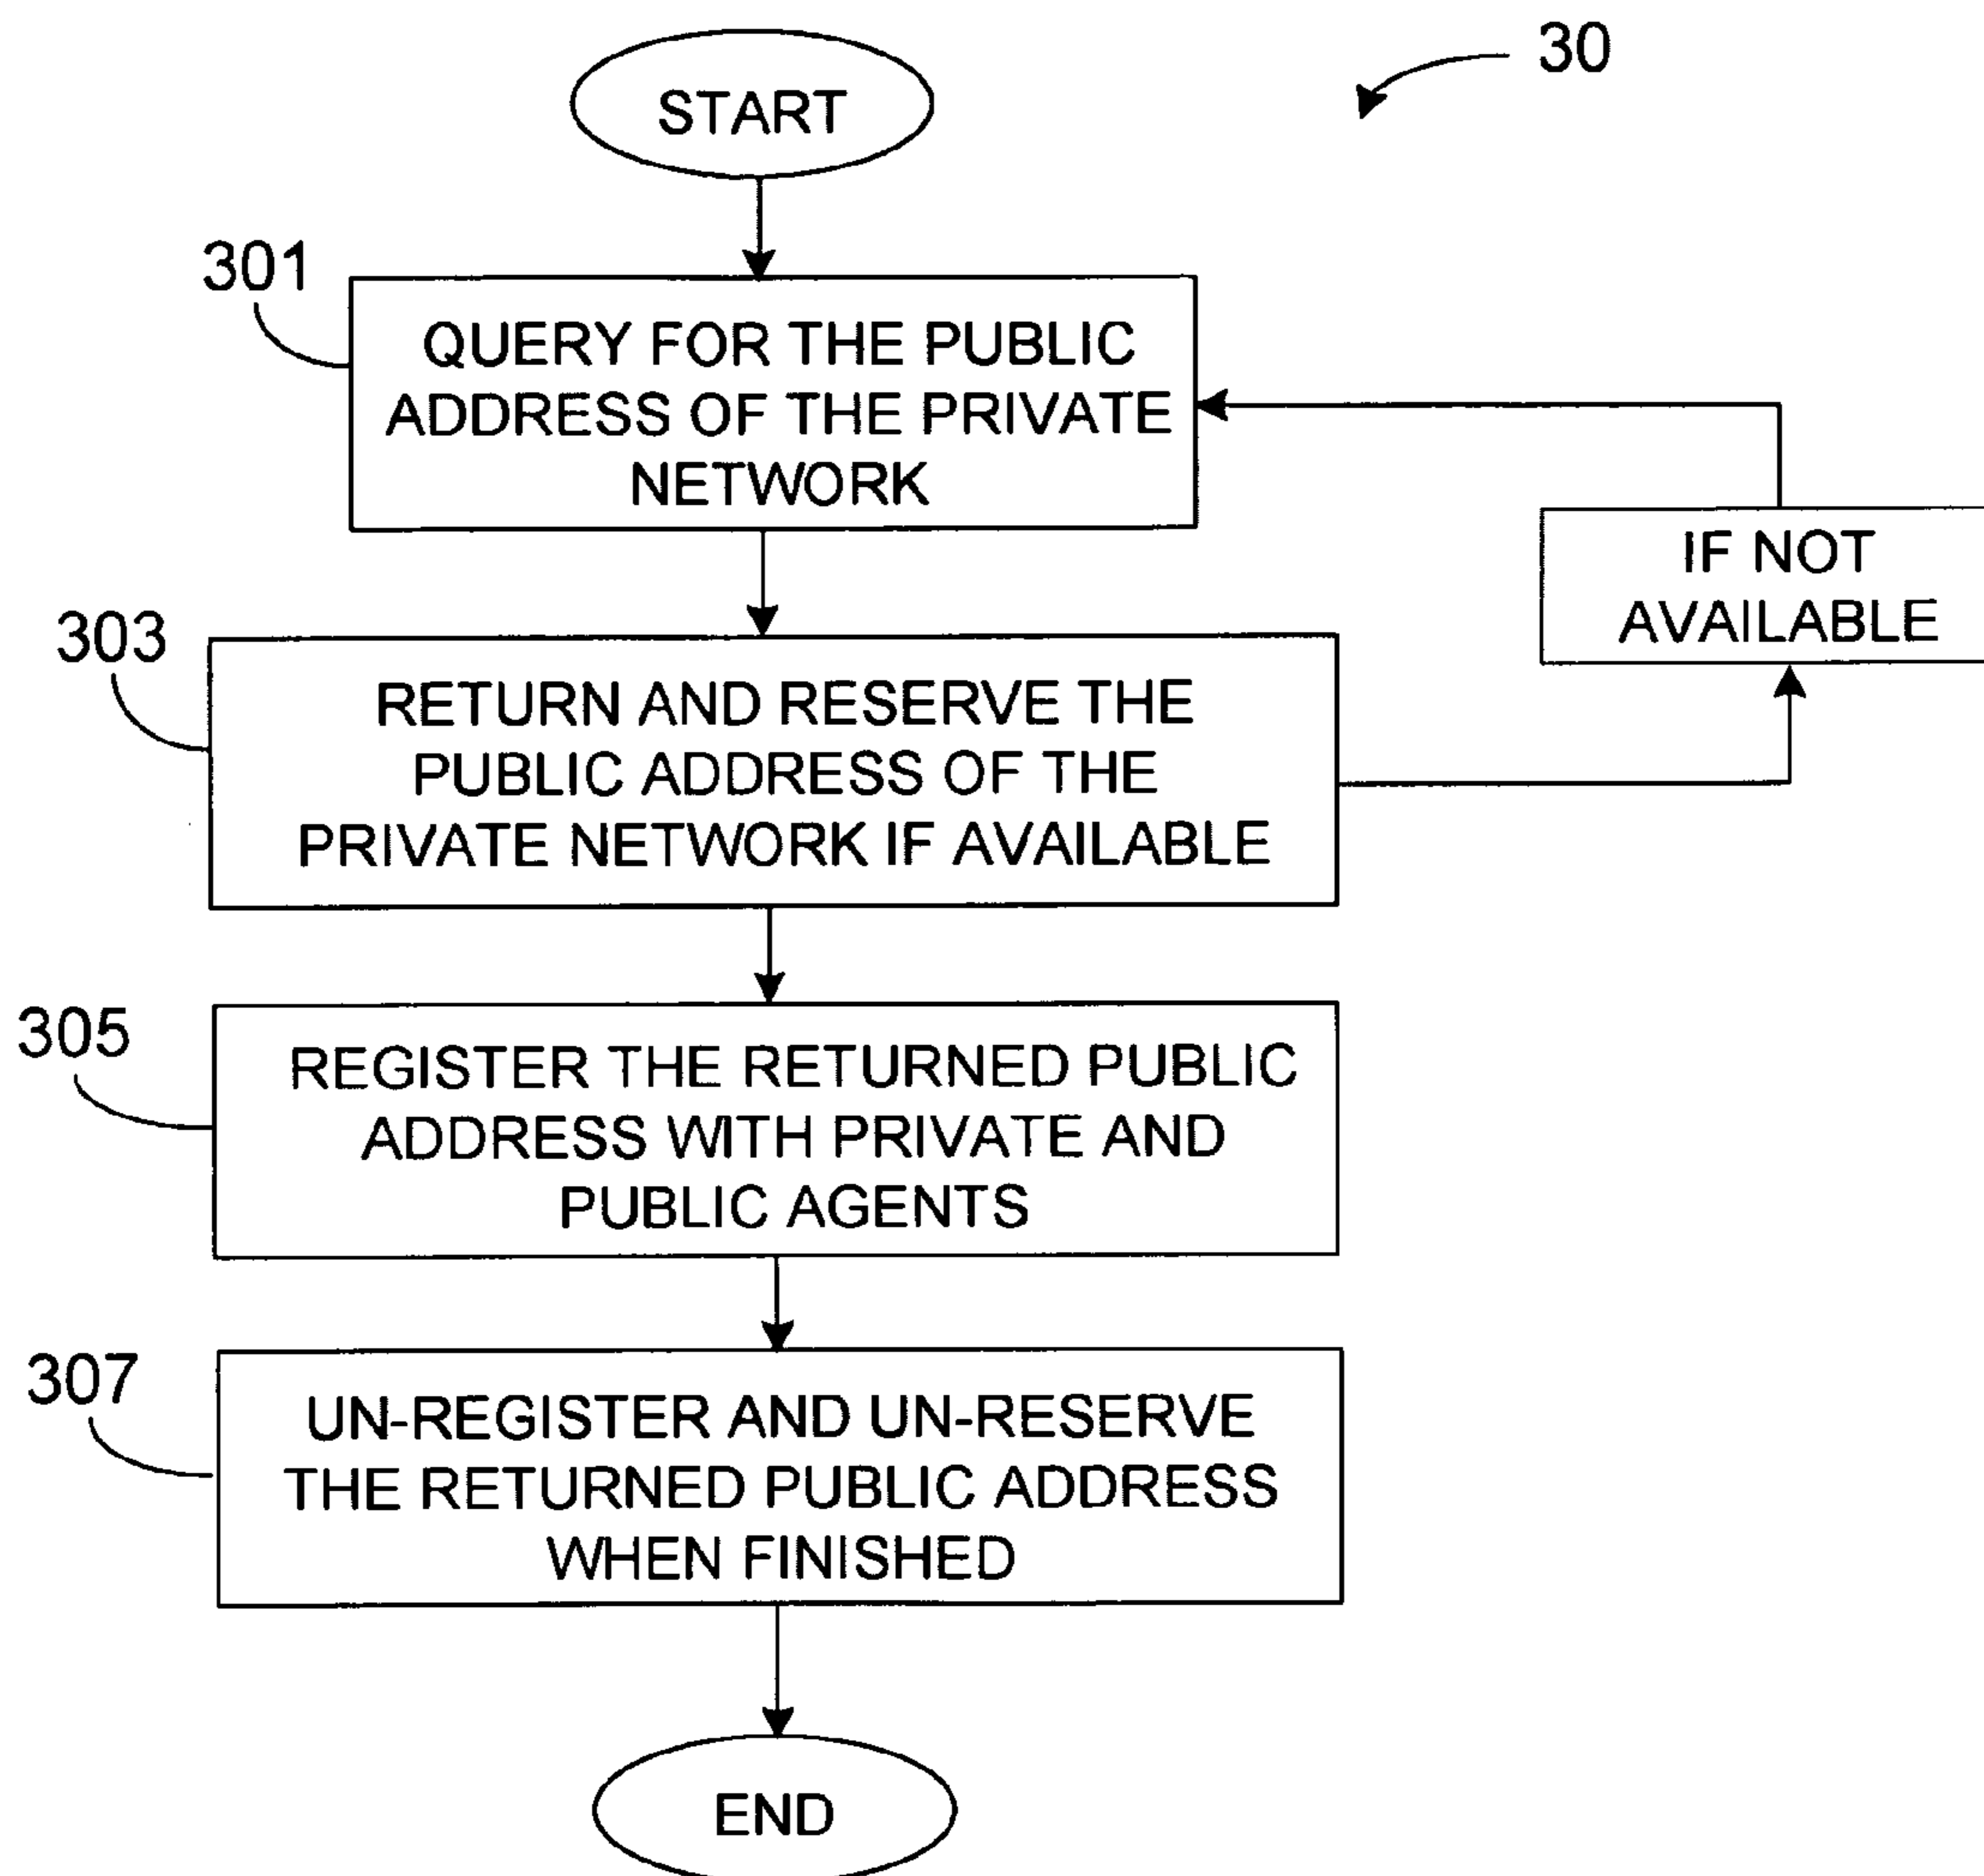 30
START
301
QUERY FOR THE PUBLIC
ADDRESS OF THE PRIVATE
NETWORK
IF NOT
AVAILABLE
303
RETURN AND RESERVE THE
PUBLIC ADDRESS OF THE
PRIVATE NETWORK IF AVAILABLE
305
REGISTER THE RETURNED PUBLIC
ADDRESS WITH PRIVATE AND
PUBLIC AGENTS
307
UN-REGISTER AND UN-RESERVE
THE RETURNED PUBLIC ADDRESS
WHEN FINISHED
END